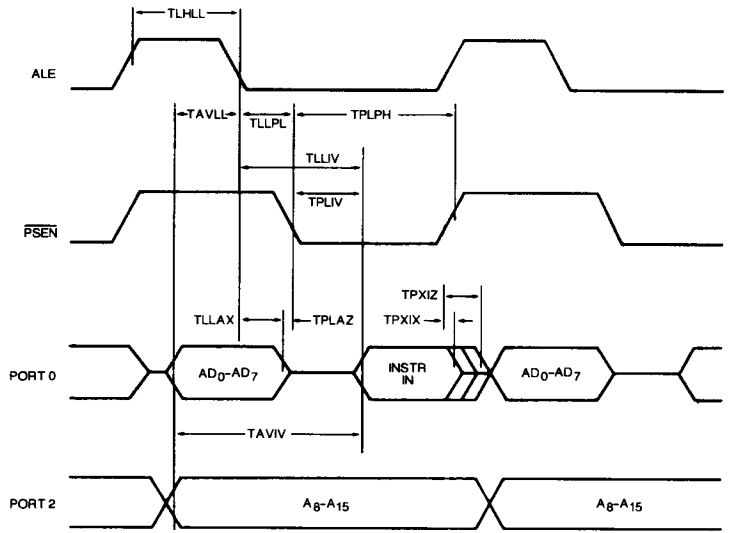 TLHLL
ALE
TAVLL
TLLPL
TPLPH
TLLIV
TPLIV
PSEN
TPXIZ
TLLAX
TPLAZ
TPXIX
PORT 0
AD0-AD7
INSTR
IN
AD0-AD7
TAVIV
PORT 2
A8-A15
A8-A15